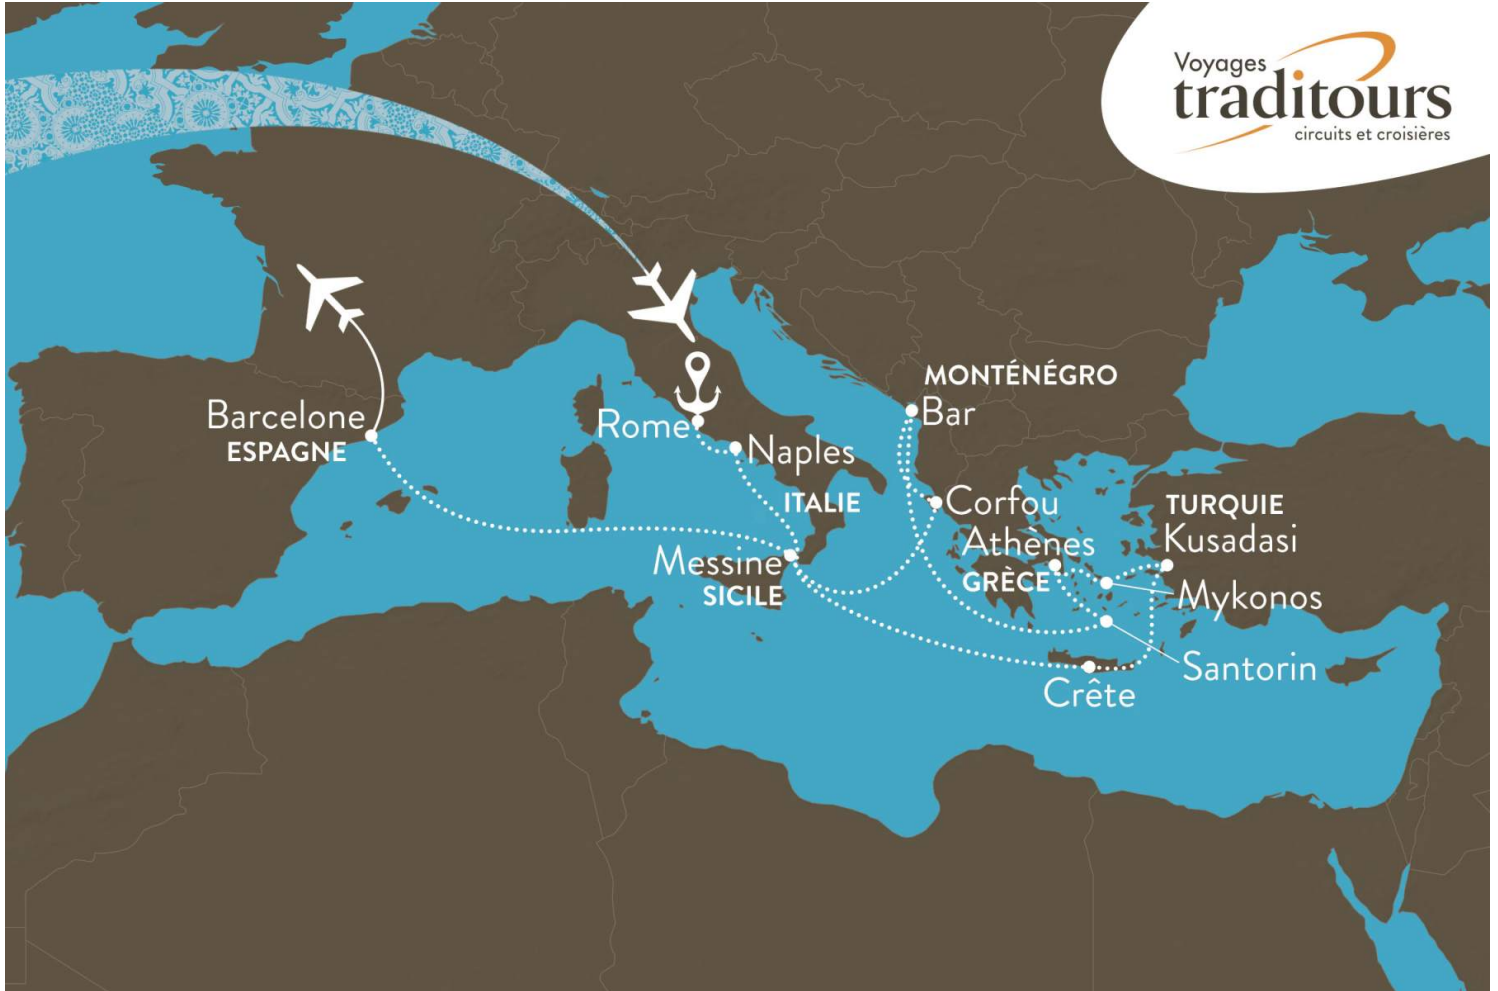 Voyages
traditours
circuits et croisières
MONTÉNÉGRO
Bar
Barcelone
ESPAGNE
Rome
Naples
ITALIE
Corfou
Athènes
GRÈCE
TURQUIE
Kusadasi
Messine
SICILE
Mykonos
Santorin
Crête